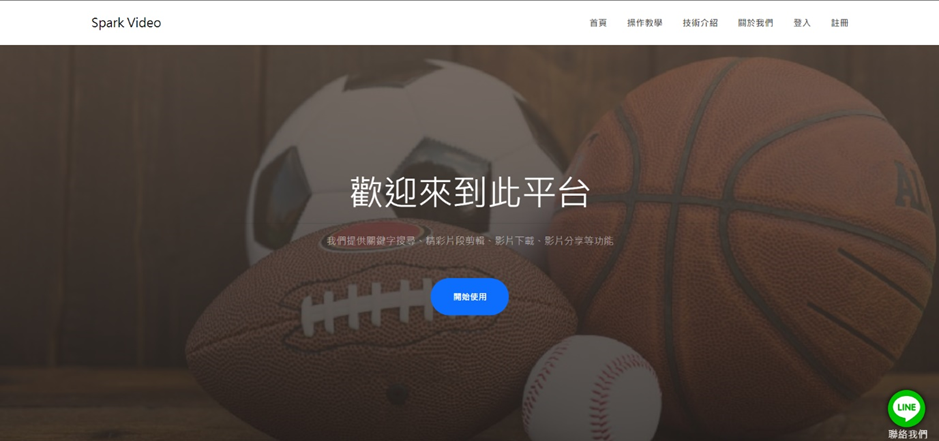 Spark Video
首頁 操作教學 技術介紹 關於我們 登入 註冊
歡迎來到此平台
我們提供關鍵字搜尋、精彩片段剪輯、影片下載、影片分享等功能
開始使用
LINE
聯絡我們